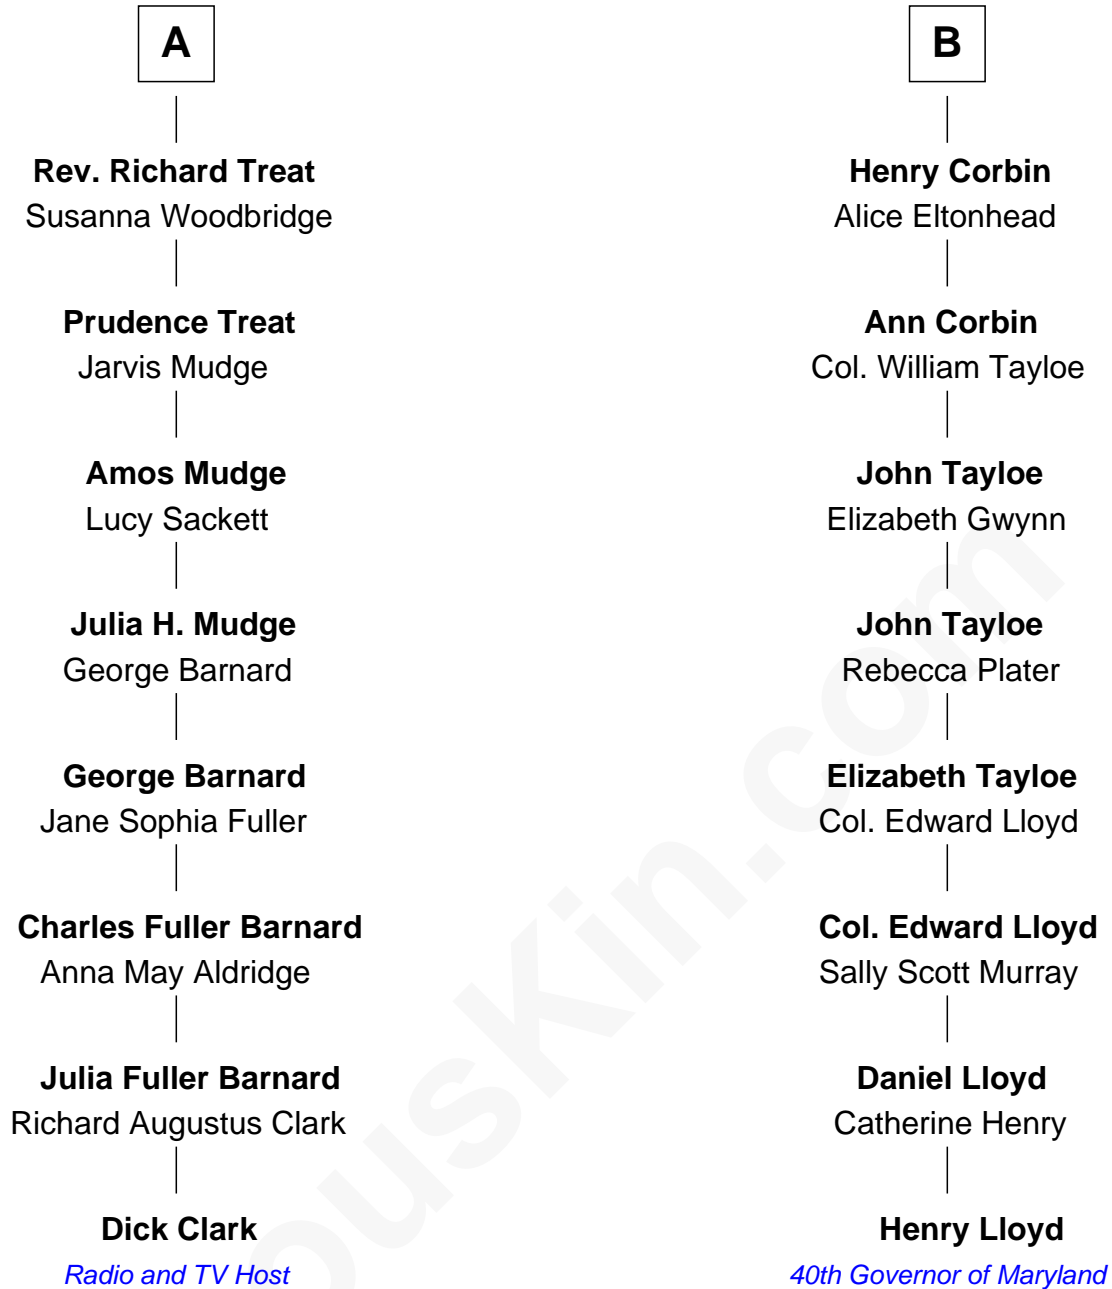 A
Rev. Richard Treat
Susanna Woodbridge
Prudence Treat
Jarvis Mudge
Amos Mudge
Lucy Sackett
Julia H. Mudge
George Barnard
George Barnard
Jane Sophia Fuller
Charles Fuller Barnard
Anna May Aldridge
Julia Fuller Barnard
Richard Augustus Clark
Dick Clark
Radio and TV Host
B
Henry Corbin
Alice Eltonhead
Ann Corbin
Col. William Tayloe
John Tayloe
Elizabeth Gwynn
John Tayloe
Rebecca Plater
Elizabeth Tayloe
Col. Edward Lloyd
Col. Edward Lloyd
Sally Scott Murray
Daniel Lloyd
Catherine Henry
Henry Lloyd
40th Governor of Maryland
ousKin.com